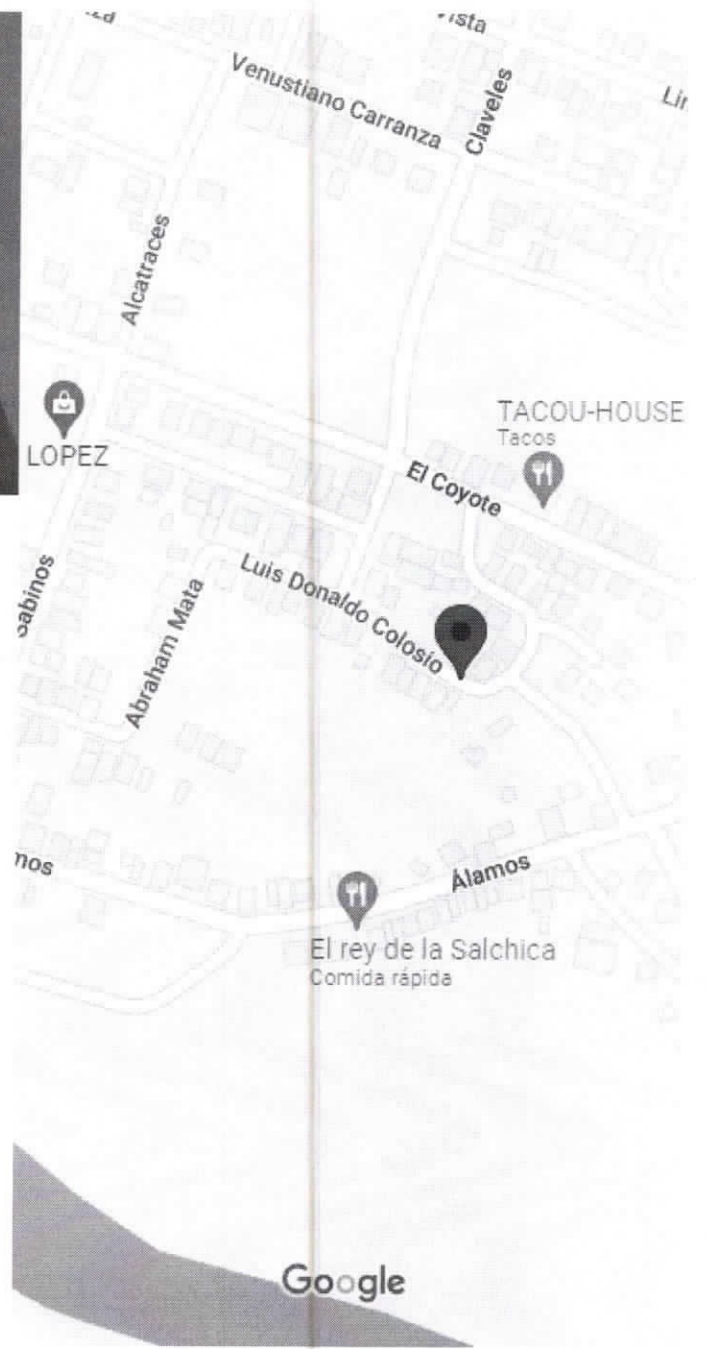 Venustiano Carranza
Claveles
Alcatraces
LOPEZ
TACOU-HOUSE
Tacos
El Coyote
Sabinos
Abraham Mata
Luis Donaldo Colosio
Álamos
El rey de la Salchica
Comida rápida
Google